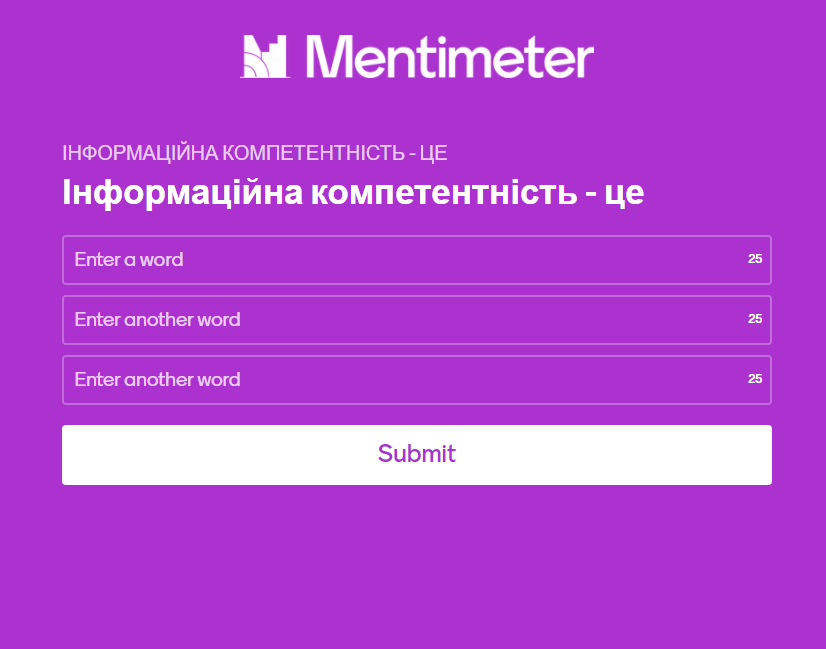 Mentimeter
ІНФОРМАЦІЙНА КОМПЕТЕНТНІСТЬ - ЦЕ
Інформаційна компетентність - це
Enter a word 25
Enter another word 25
Enter another word 25
Submit